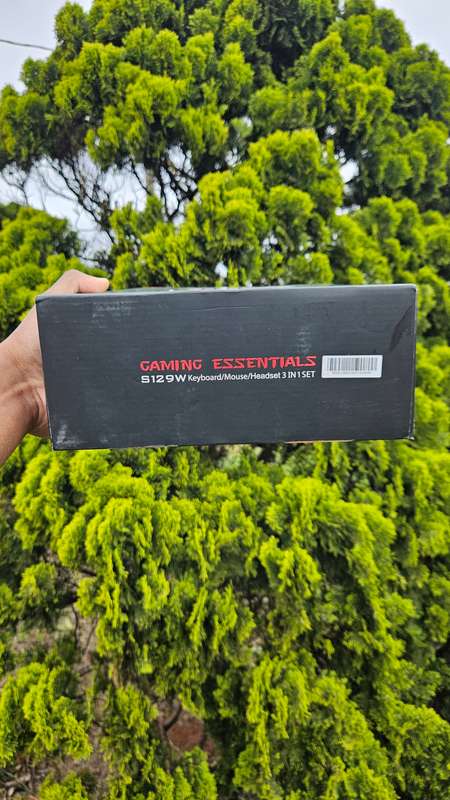 GAMING ESSENTIALS
S129W Keyboard/Mouse/Headset 3 IN 1 SET